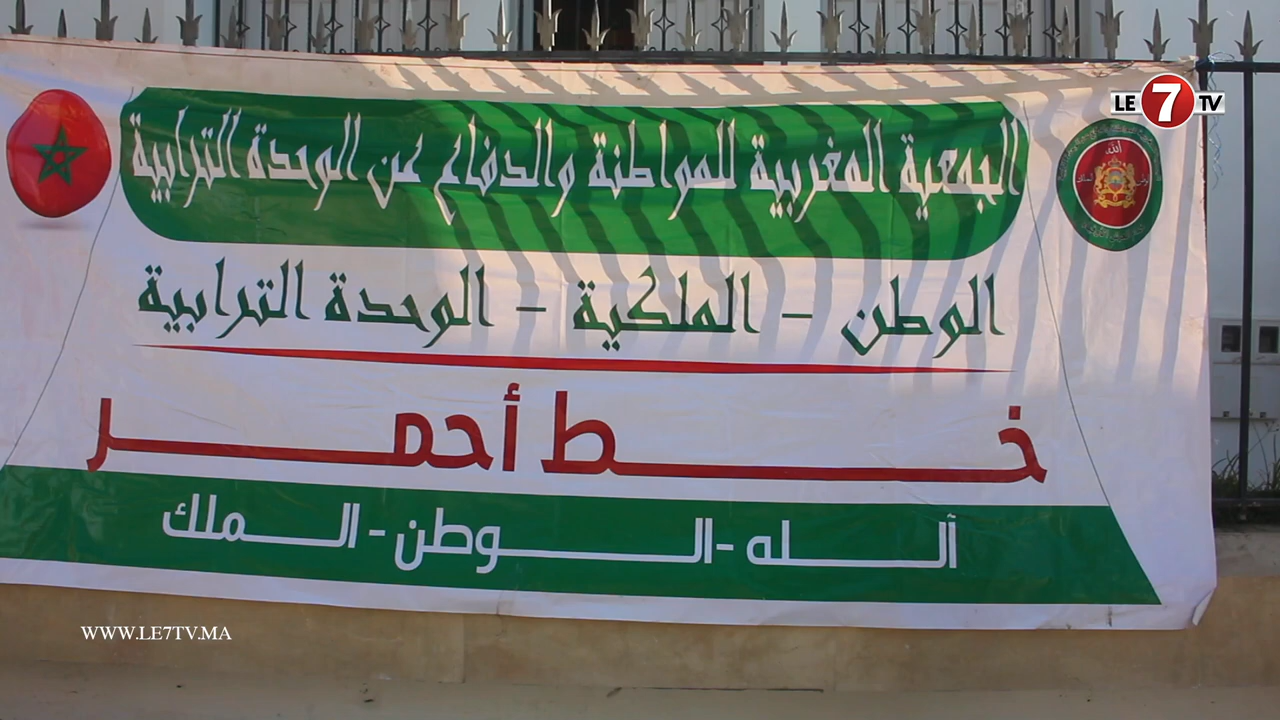 LE 7 TV
الجمعية المغربية للمواطنة والدفاع عن الوحدة الترابية
الله
الوطن - الملكية - الوحدة الترابية
خط أحمر
ألله - الوطن - الملك
WWW.LE7TV.MA